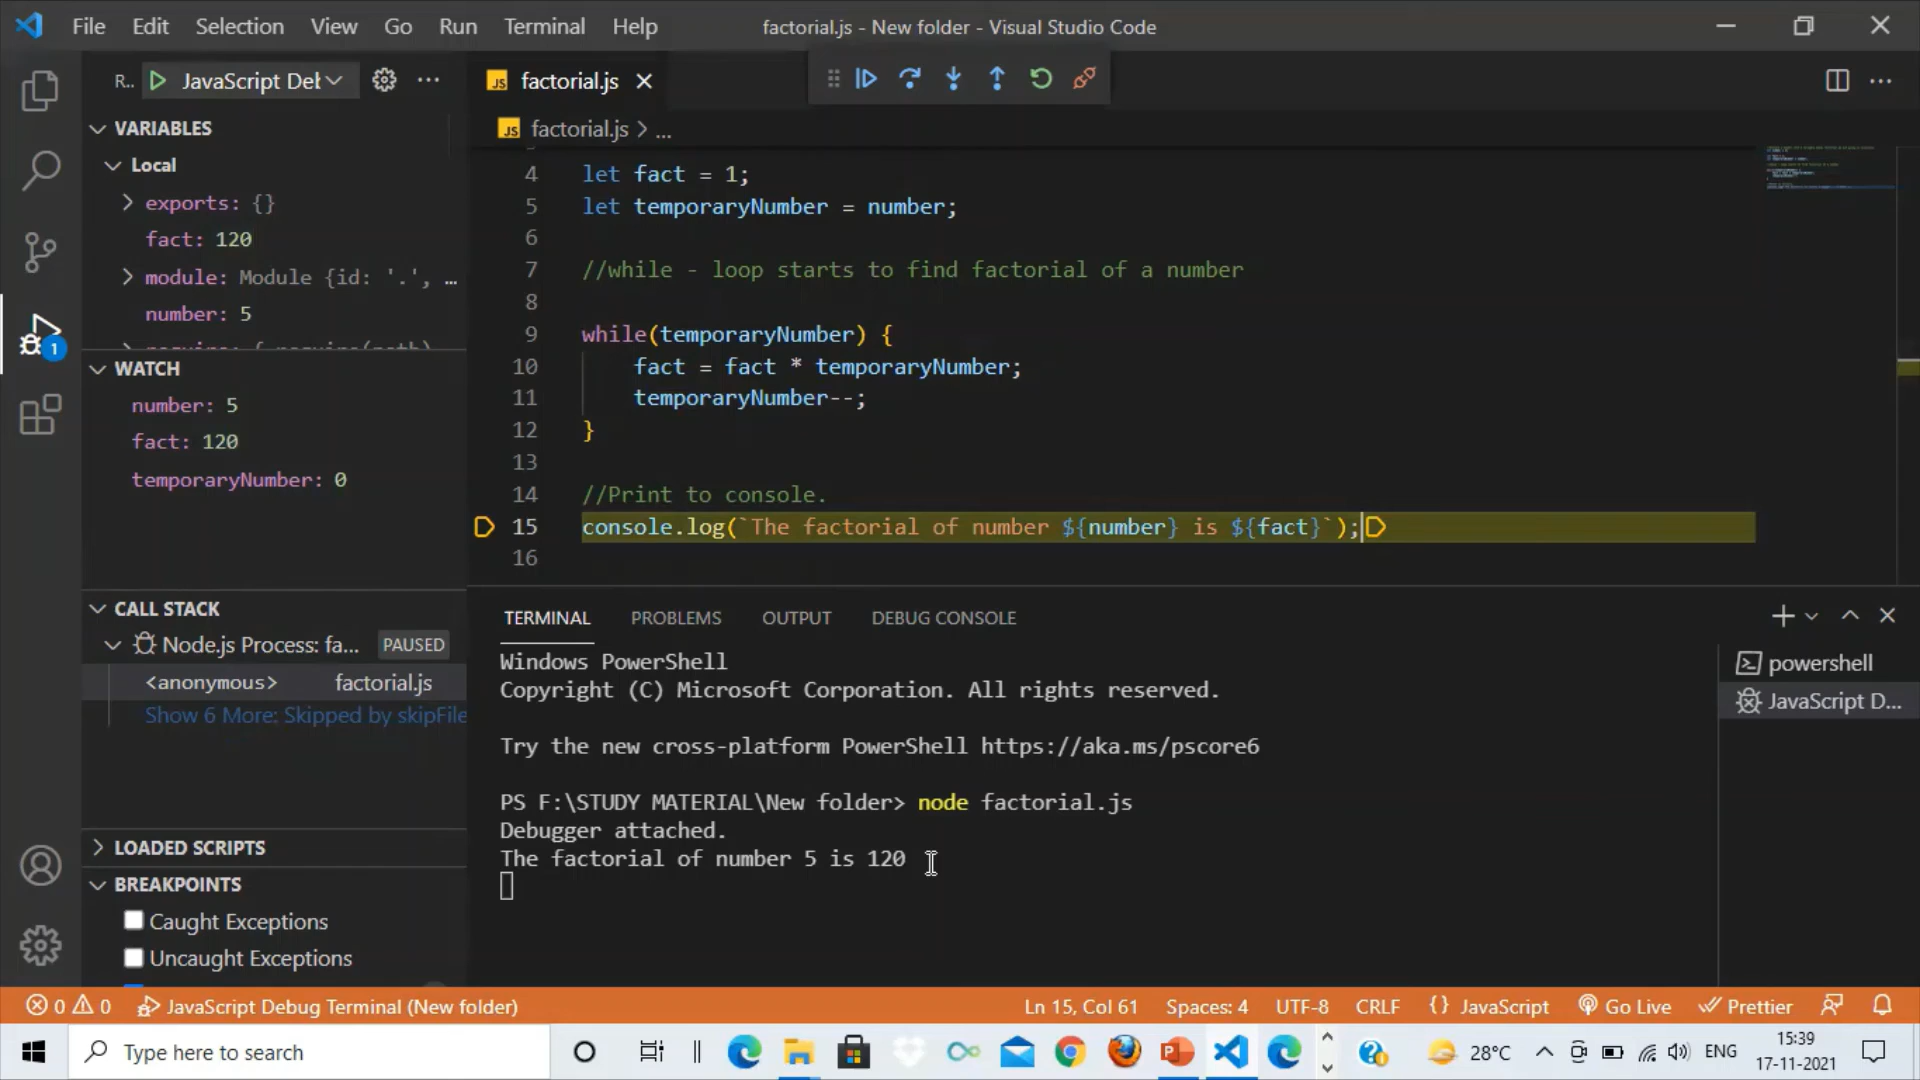 File Edit Selection View Go Run Terminal Help
factorial.js - New folder - Visual Studio Code
R.. JavaScript Det
factorial.js
VARIABLES
factorial.js > ...
Local
exports: {}
fact: 120
module: Module {id: '.', …
number: 5
4 let fact = 1;
5 let temporaryNumber = number;
6
7 //while - loop starts to find factorial of a number
8
9 while(temporaryNumber) {
10 fact = fact * temporaryNumber;
11 temporaryNumber--;
12 }
13
14 //Print to console.
15 console.log(`The factorial of number ${number} is ${fact}`);
16
WATCH
number: 5
fact: 120
temporaryNumber: 0
CALL STACK
Node.js Process: fa... PAUSED
<anonymous> factorial.js
Show 6 More: Skipped by skipFile
LOADED SCRIPTS
BREAKPOINTS
Caught Exceptions
Uncaught Exceptions
TERMINAL PROBLEMS OUTPUT DEBUG CONSOLE
Windows PowerShell
Copyright (C) Microsoft Corporation. All rights reserved.
Try the new cross-platform PowerShell https://aka.ms/pscore6
PS F:\STUDY MATERIAL\New folder> node factorial.js
Debugger attached.
The factorial of number 5 is 120
powershell
JavaScript D...
0 0 JavaScript Debug Terminal (New folder)
Ln 15, Col 61 Spaces: 4 UTF-8 CRLF {} JavaScript Go Live Prettier
Type here to search
28°C ENG
15:39
17-11-2021